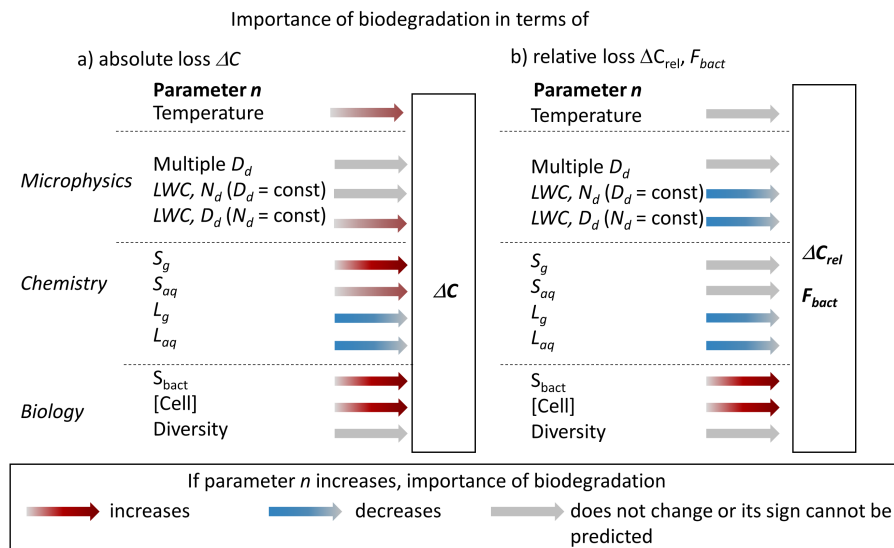 Importance of biodegradation in terms of
a) absolute loss ΔC
Parameter n
Temperature
Microphysics
Multiple D_d
LWC, N_d (D_d = const)
LWC, D_d (N_d = const)
Chemistry
S_g
S_aq
L_g
L_aq
Biology
S_bact
[Cell]
Diversity
ΔC
b) relative loss ΔC_rel, F_bact
Parameter n
Temperature
Multiple D_d
LWC, N_d (D_d = const)
LWC, D_d (N_d = const)
S_g
S_aq
L_g
L_aq
S_bact
[Cell]
Diversity
ΔC_rel
F_bact
If parameter n increases, importance of biodegradation
increases
decreases
does not change or its sign cannot be
predicted